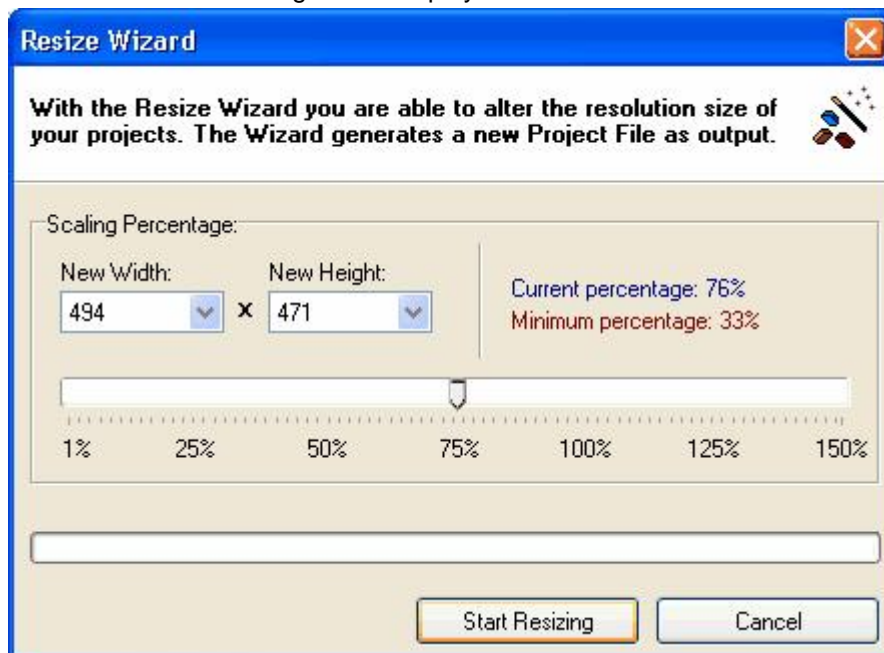 Resize Wizard
With the Resize Wizard you are able to alter the resolution size of
your projects. The Wizard generates a new Project File as output.
Scaling Percentage:
New Width: New Height:
494 x 471
Current percentage: 76%
Minimum percentage: 33%
1% 25% 50% 75% 100% 125% 150%
Start Resizing Cancel